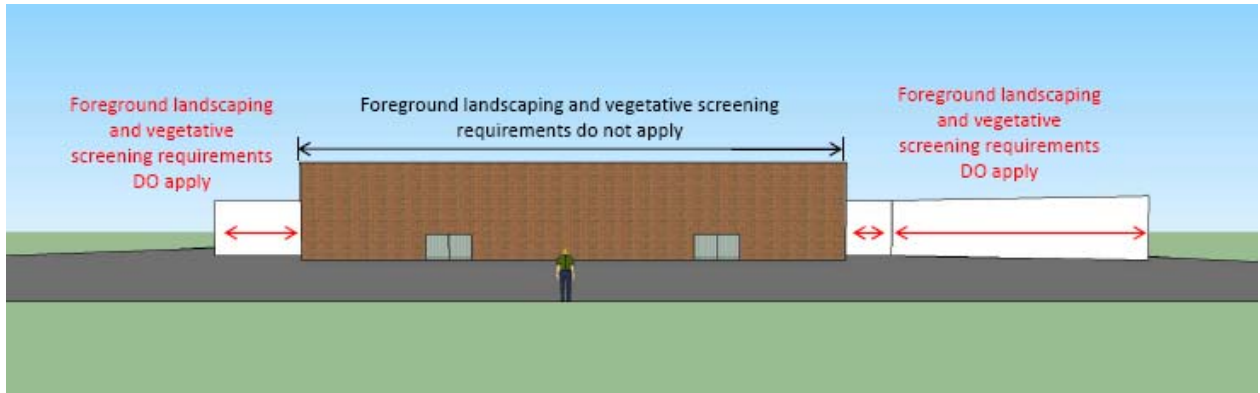 Foreground landscaping
and vegetative
screening requirements
DO apply
Foreground landscaping and vegetative screening
requirements do not apply
Foreground landscaping
and vegetative
screening requirements
DO apply